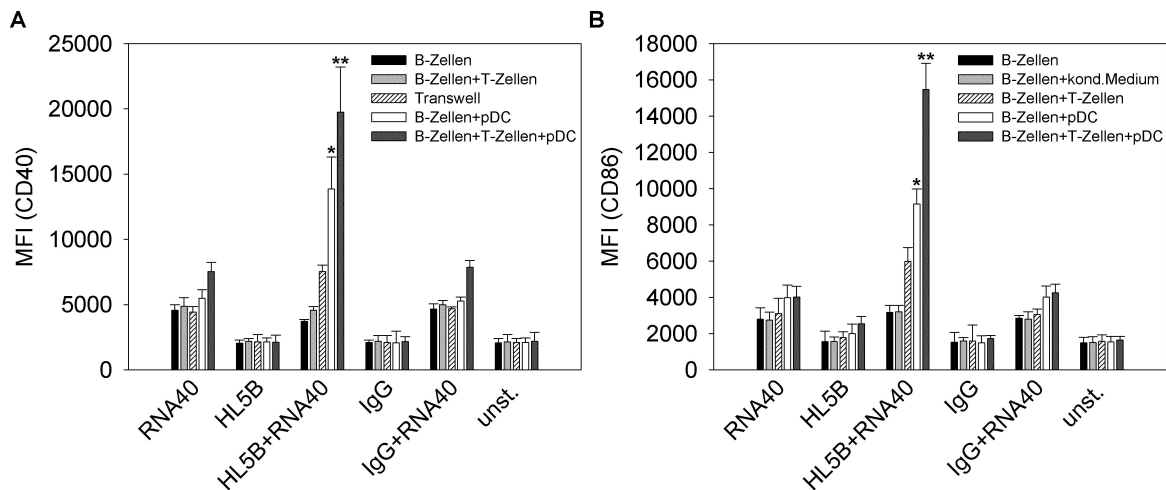 A
25000
20000
15000
10000
5000
0
MFI (CD40)
B-Zellen
B-Zellen+T-Zellen
Transwell
B-Zellen+pDC
B-Zellen+T-Zellen+pDC
**
*
RNA40
HL5B
HL5B+RNA40
IgG
IgG+RNA40
unst.
B
18000
16000
14000
12000
10000
8000
6000
4000
2000
0
MFI (CD86)
B-Zellen
B-Zellen+kond.Medium
B-Zellen+T-Zellen
B-Zellen+pDC
B-Zellen+T-Zellen+pDC
**
*
RNA40
HL5B
HL5B+RNA40
IgG
IgG+RNA40
unst.